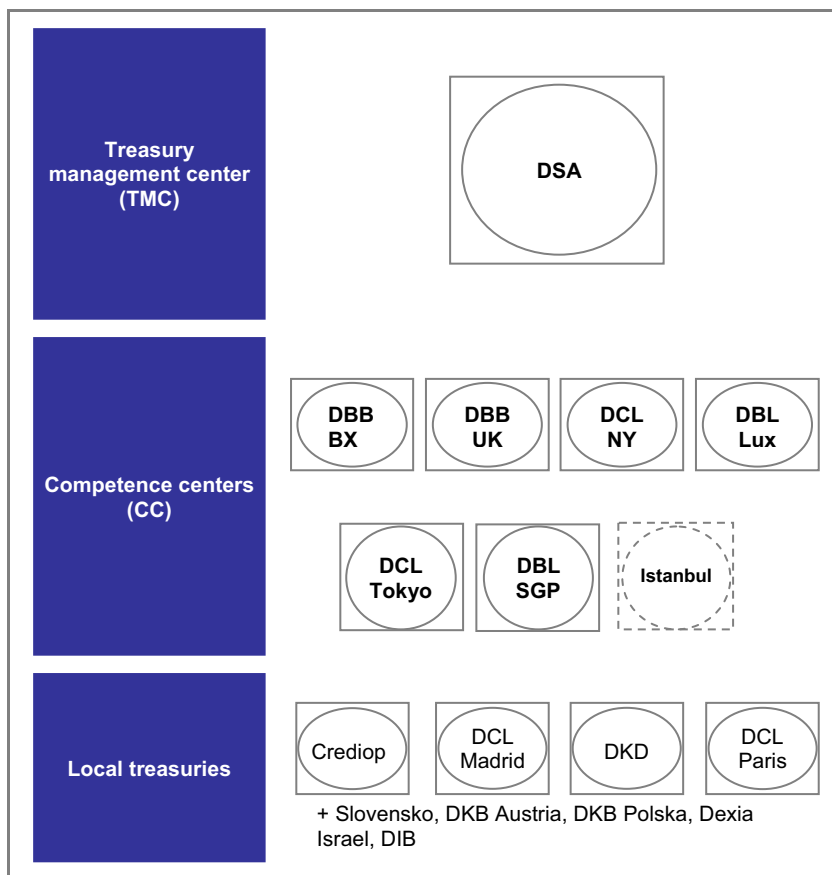 Treasury
management center
(TMC)
DSA
Competence centers
(CC)
DBB
BX
DBB
UK
DCL
NY
DBL
Lux
DCL
Tokyo
DBL
SGP
Istanbul
Local treasuries
Crediop
DCL
Madrid
DKD
DCL
Paris
+ Slovensko, DKB Austria, DKB Polska, Dexia
Israel, DIB